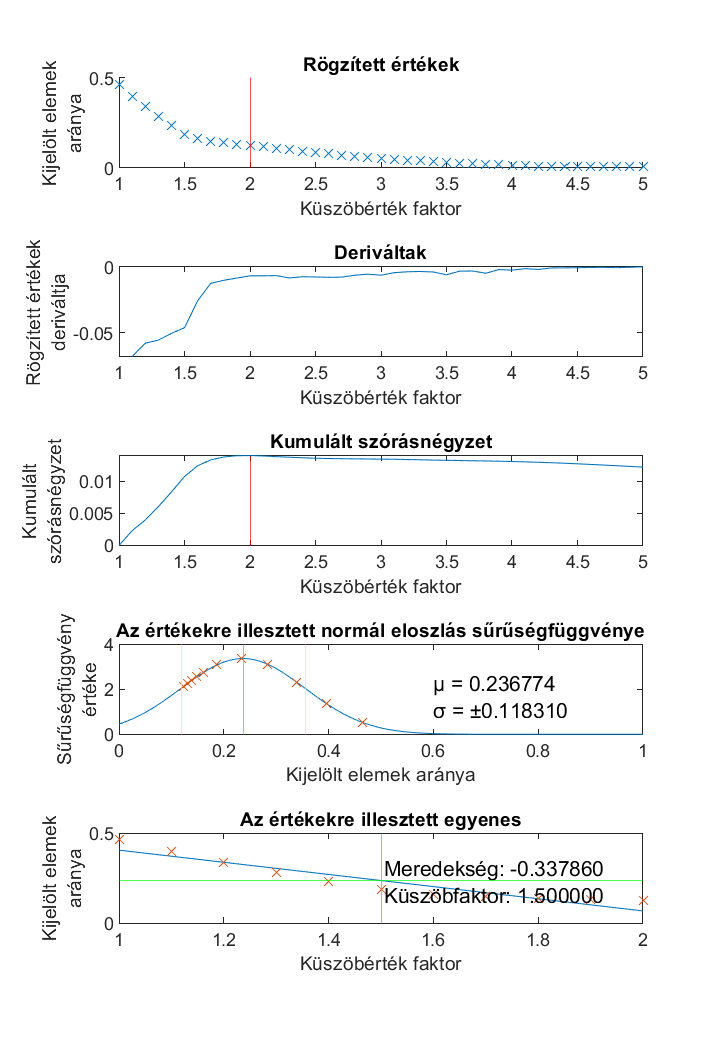 Rögzített értékek
Kijelölt elemek
aránya
0.5
0
1 1.5 2 2.5 3 3.5 4 4.5 5
Küszöbérték faktor
Deriváltak
Rögzített értékek
deriváltja
0
-0.05
1 1.5 2 2.5 3 3.5 4 4.5 5
Küszöbérték faktor
Kumulált szórásnégyzet
Kumulált
szórásnégyzet
0.01
0.005
0
1 1.5 2 2.5 3 3.5 4 4.5 5
Küszöbérték faktor
Az értékekre illesztett normál eloszlás sűrűségfüggvénye
Sűrűségfüggvény
értéke
4
2
0
μ = 0.236774
σ = ±0.118310
0 0.2 0.4 0.6 0.8 1
Kijelölt elemek aránya
Az értékekre illesztett egyenes
Kijelölt elemek
aránya
0.5
0
Meredekség: -0.337860
Küszöbfaktor: 1.500000
1 1.2 1.4 1.6 1.8 2
Küszöbérték faktor